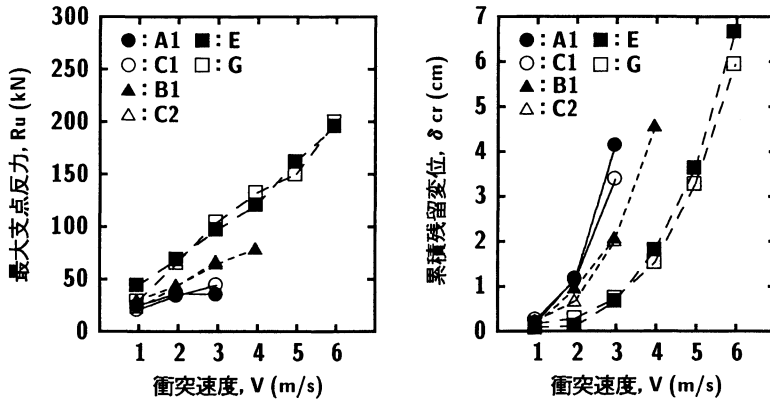 最大支点反力, Ru (kN)
300
250
200
150
100
50
0
●: A1
○: C1
▲: B1
△: C2
■: E
□: G
1 2 3 4 5 6
衝突速度, V (m/s)
累積残留変位, δcr (cm)
7
6
5
4
3
2
1
0
●: A1
○: C1
▲: B1
△: C2
■: E
□: G
1 2 3 4 5 6
衝突速度, V (m/s)